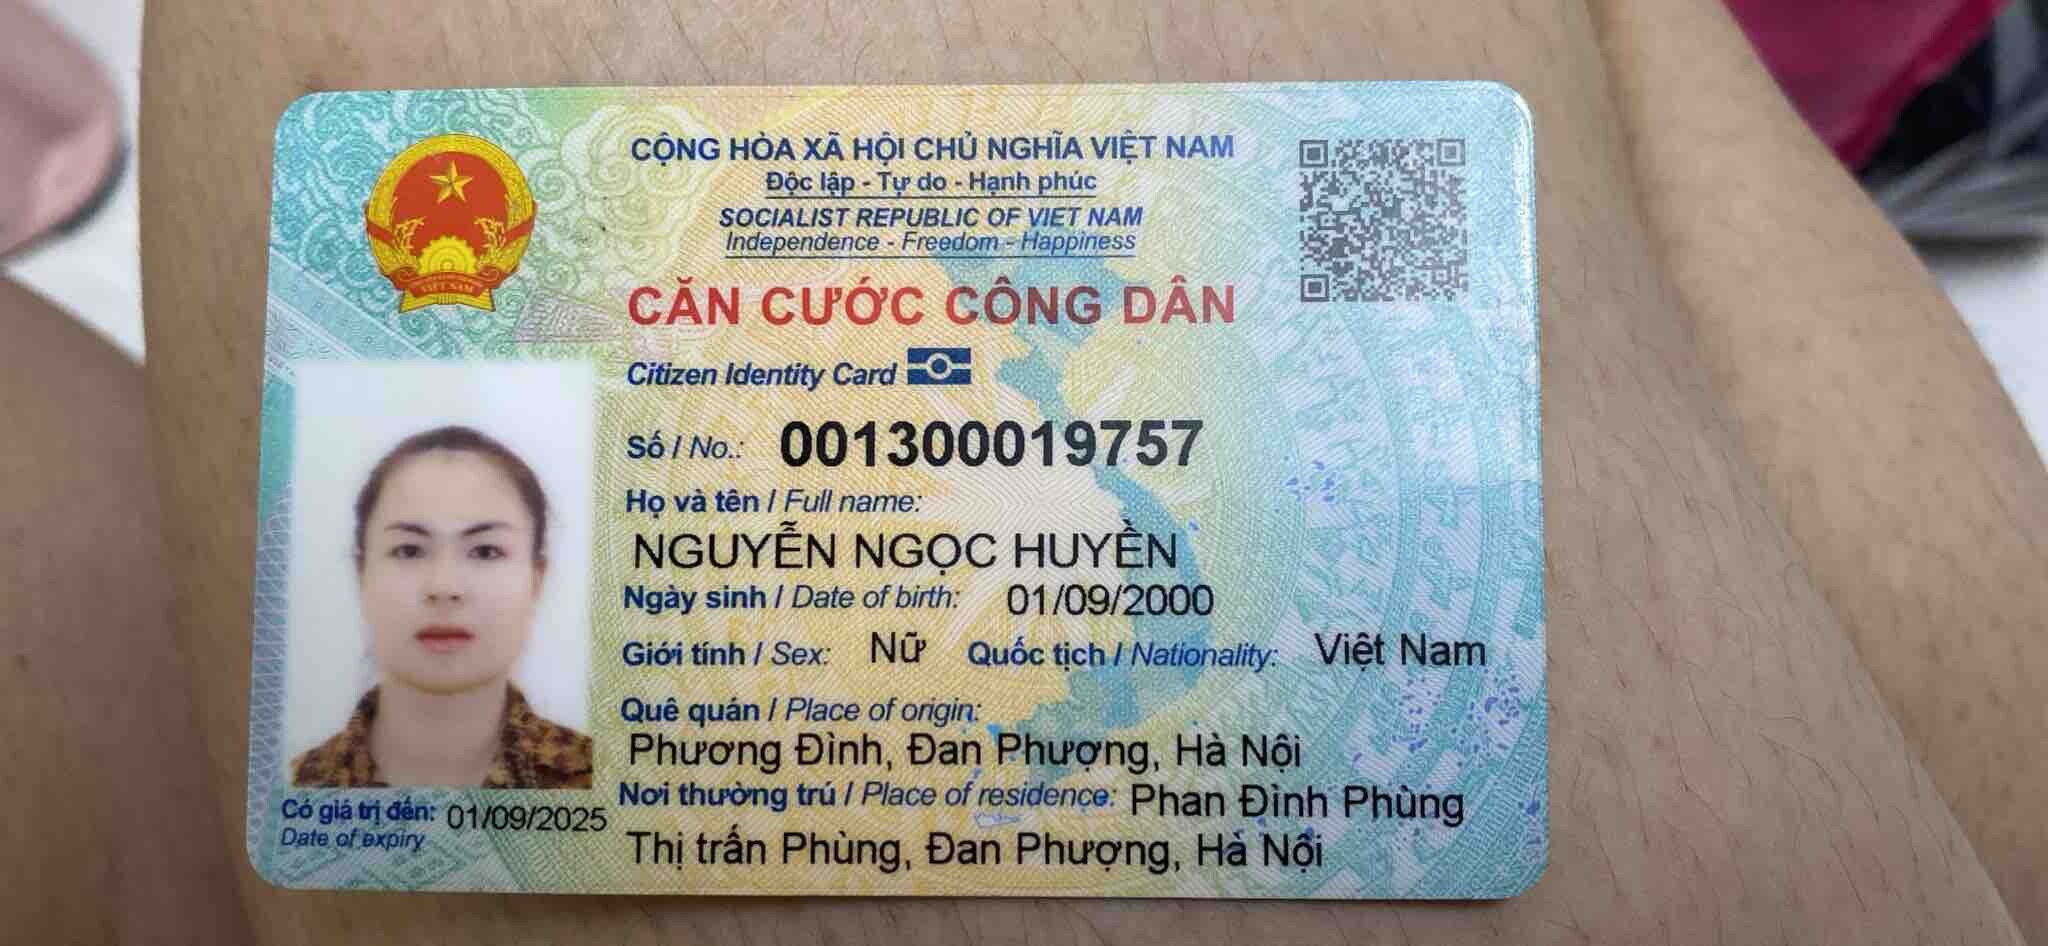 CỘNG HÒA XÃ HỘI CHỦ NGHĨA VIỆT NAM
Độc lập - Tự do - Hạnh phúc
SOCIALIST REPUBLIC OF VIET NAM
Independence - Freedom - Happiness
CĂN CƯỚC CÔNG DÂN
Citizen Identity Card
Số / No.: 001300019757
Họ và tên / Full name:
NGUYỄN NGỌC HUYỀN
Ngày sinh / Date of birth: 01/09/2000
Giới tính / Sex: Nữ Quốc tịch / Nationality: Việt Nam
Quê quán / Place of origin:
Phương Đình, Đan Phượng, Hà Nội
Nơi thường trú / Place of residence: Phan Đình Phùng
Thị trấn Phùng, Đan Phượng, Hà Nội
Có giá trị đến: 01/09/2025
Date of expiry
VIỆT NAM